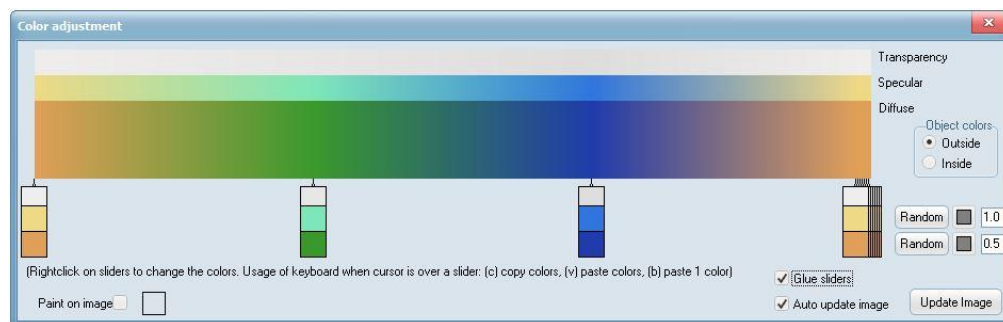 Color adjustment
Transparency
Specular
Diffuse
Object colors
Outside
Inside
Random 1.0
Random 0.5
(Rightclick on sliders to change the colors. Usage of keyboard when cursor is over a slider: (c) copy colors, (v) paste colors, (b) paste 1 color)
Glue sliders
Paint on image
Auto update image
Update Image